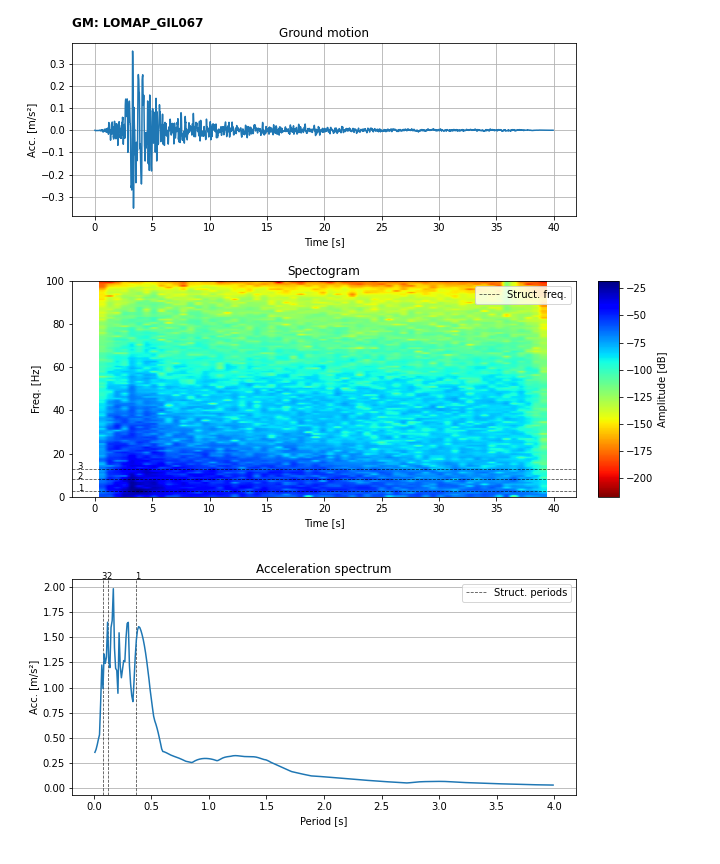 GM: LOMAP_GIL067
Ground motion
0.3
0.2
0.1
0.0
−0.1
−0.2
−0.3
Acc. [m/s²]
0 5 10 15 20 25 30 35 40
Time [s]
Spectogram
100
80
60
40
20
0
Freq. [Hz]
Struct. freq.
3
2
1
0 5 10 15 20 25 30 35 40
Time [s]
−25
−50
−75
−100
−125
−150
−175
−200
Amplitude [dB]
Acceleration spectrum
3 2 1
Struct. periods
2.00
1.75
1.50
1.25
1.00
0.75
0.50
0.25
0.00
Acc. [m/s²]
0.0 0.5 1.0 1.5 2.0 2.5 3.0 3.5 4.0
Period [s]